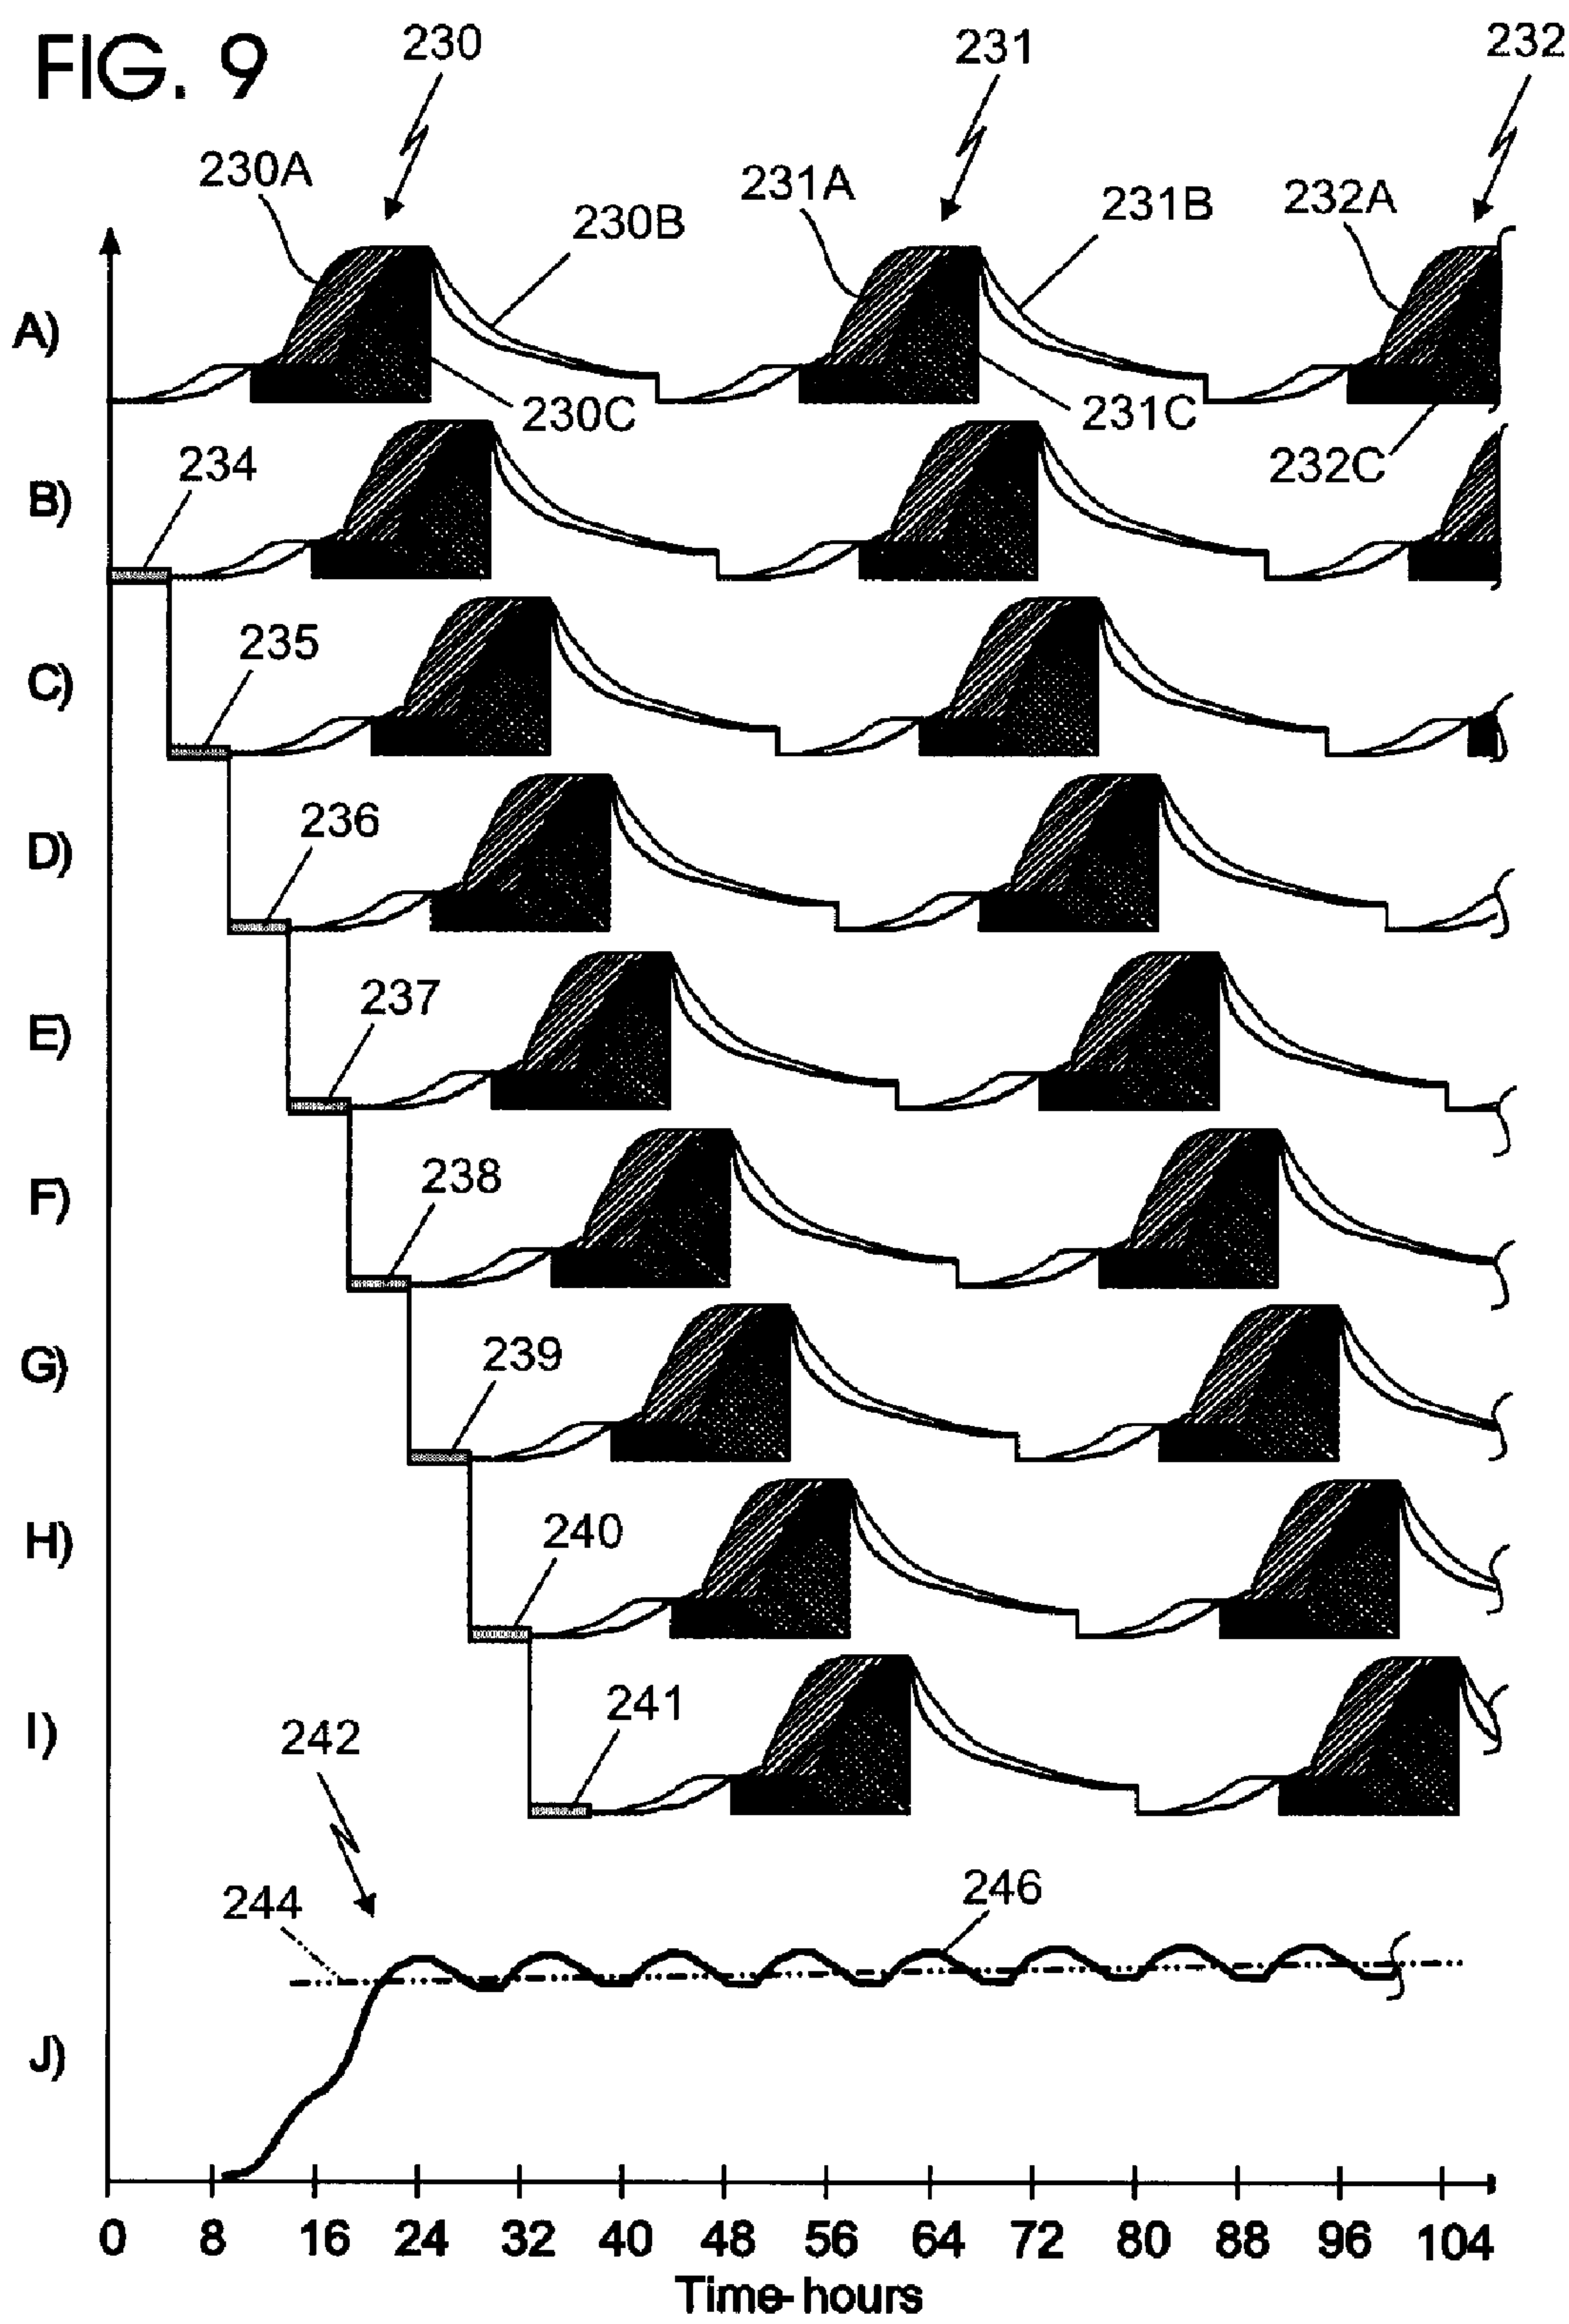 FIG. 9
230
231
232
230A
230B
231A
231B
232A
A)
230C
231C
232C
B)
234
C)
235
D)
236
E)
237
F)
238
G)
239
H)
240
I)
241
242
244
246
J)
0 8 16 24 32 40 48 56 64 72 80 88 96 104
Time-hours